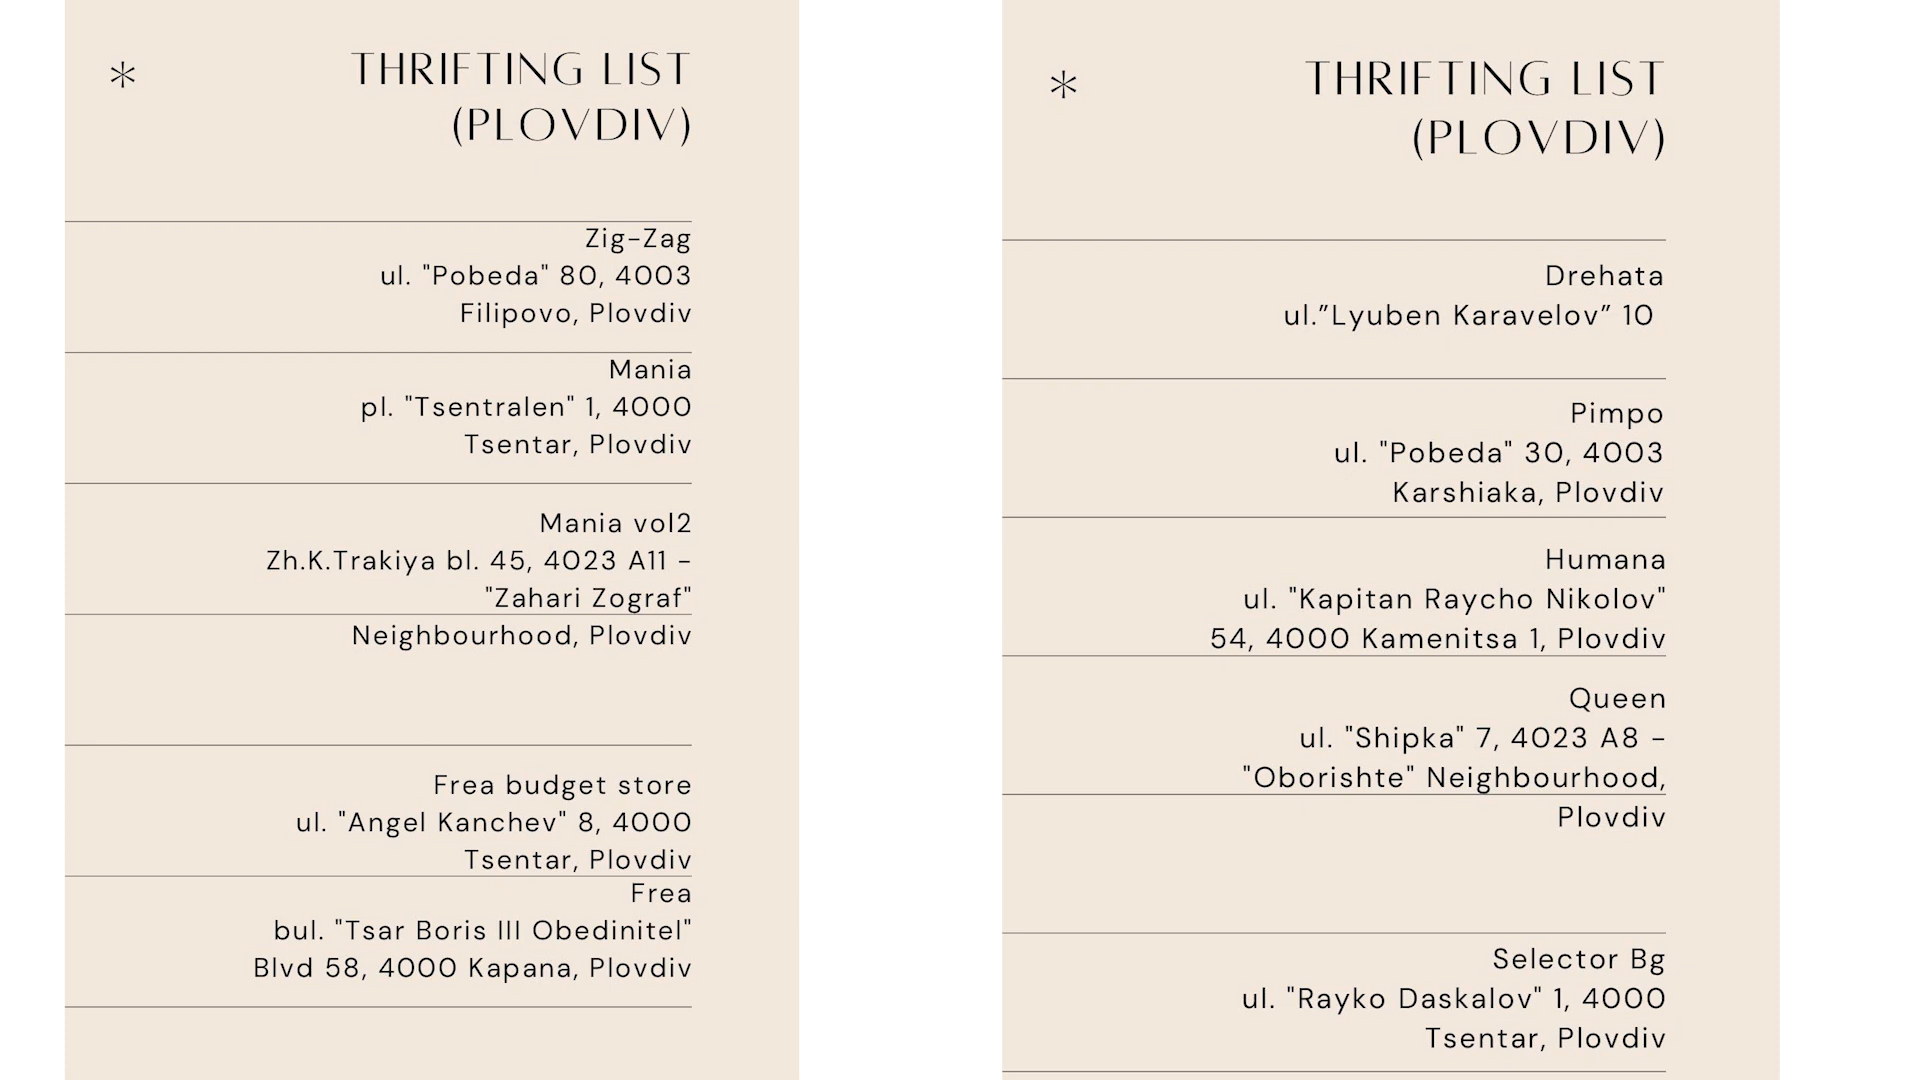 *
THRIFTING LIST
(PLOVDIV)
Zig-Zag
ul. "Pobeda" 80, 4003
Filipovo, Plovdiv
Mania
pl. "Tsentralen" 1, 4000
Tsentar, Plovdiv
Mania vol2
Zh.K.Trakiya bl. 45, 4023 A11 -
"Zahari Zograf"
Neighbourhood, Plovdiv
Frea budget store
ul. "Angel Kanchev" 8, 4000
Tsentar, Plovdiv
Frea
bul. "Tsar Boris III Obedinitel"
Blvd 58, 4000 Kapana, Plovdiv
*
THRIFTING LIST
(PLOVDIV)
Drehata
ul.”Lyuben Karavelov” 10
Pimpo
ul. "Pobeda" 30, 4003
Karshiaka, Plovdiv
Humana
ul. "Kapitan Raycho Nikolov"
54, 4000 Kamenitsa 1, Plovdiv
Queen
ul. "Shipka" 7, 4023 A8 -
"Oborishte" Neighbourhood,
Plovdiv
Selector Bg
ul. "Rayko Daskalov" 1, 4000
Tsentar, Plovdiv